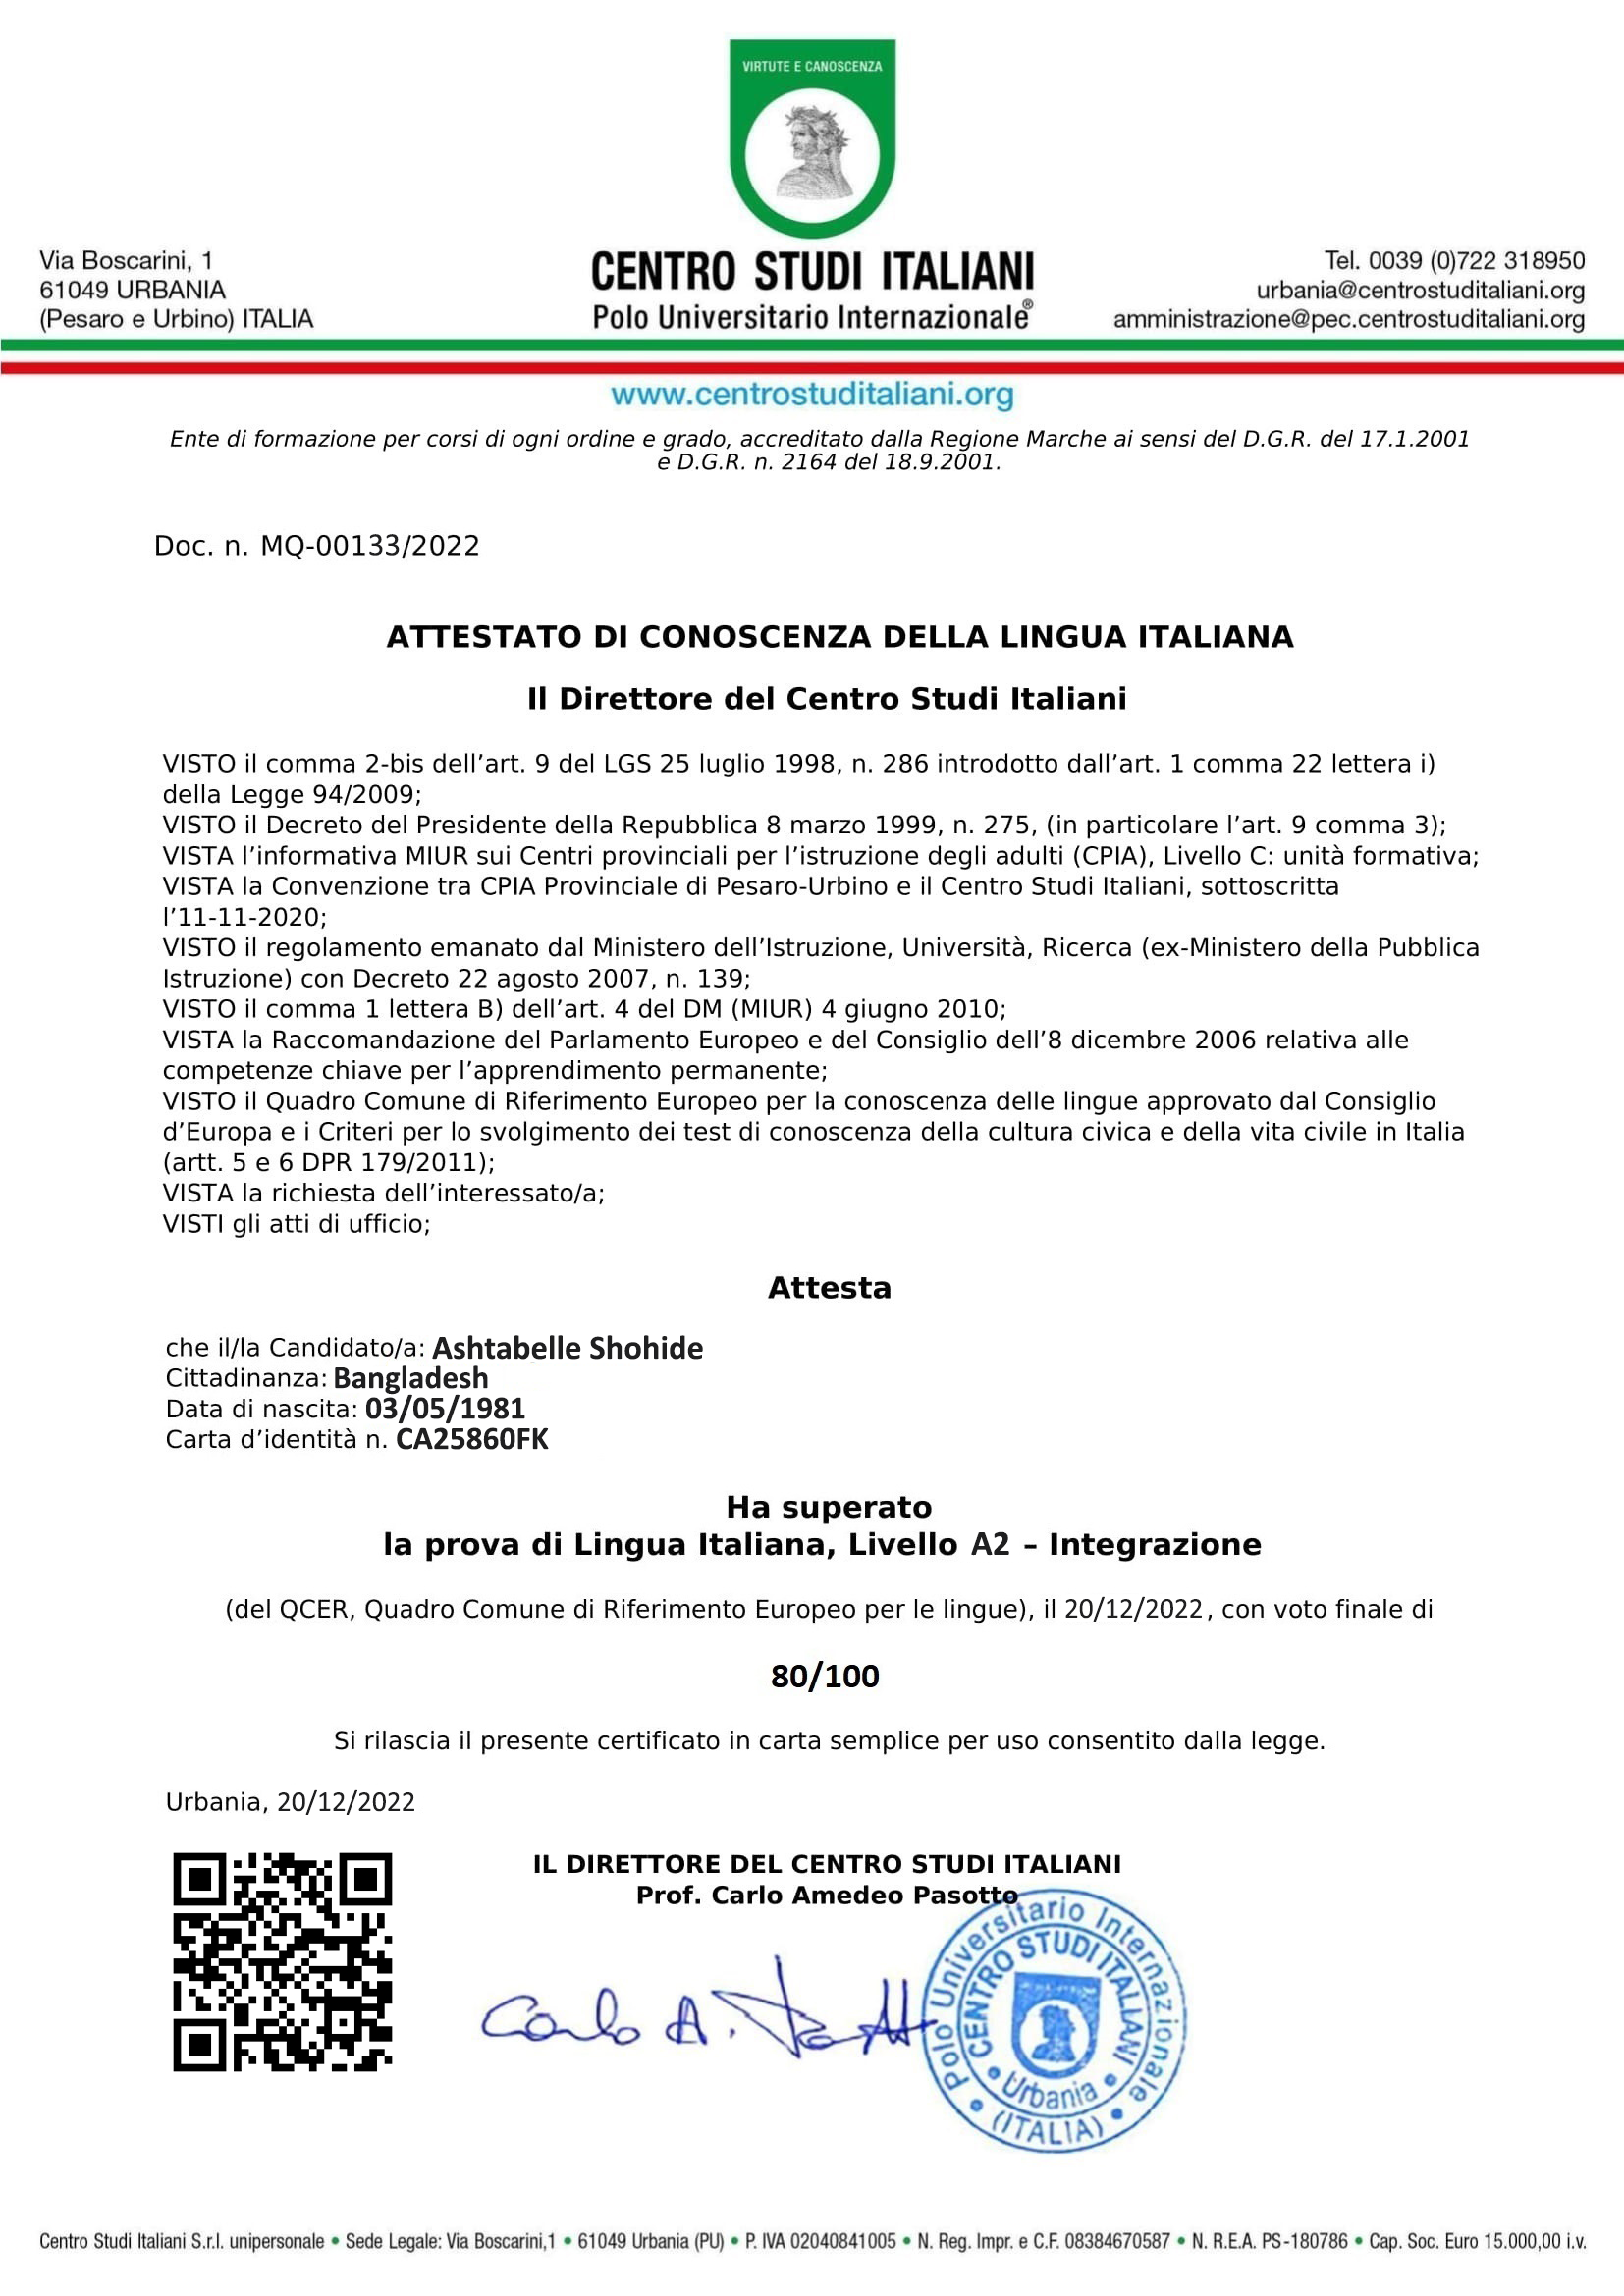 VIRTUTE E CANOSCENZA
Via Boscarini, 1
61049 URBANIA
(Pesaro e Urbino) ITALIA
CENTRO STUDI ITALIANI
Polo Universitario Internazionale®
Tel. 0039 (0)722 318950
urbania@centrostuditaliani.org
amministrazione@pec.centrostuditaliani.org
www.centrostuditaliani.org
Ente di formazione per corsi di ogni ordine e grado, accreditato dalla Regione Marche ai sensi del D.G.R. del 17.1.2001
e D.G.R. n. 2164 del 18.9.2001.
Doc. n. MQ-00133/2022
ATTESTATO DI CONOSCENZA DELLA LINGUA ITALIANA
Il Direttore del Centro Studi Italiani
VISTO il comma 2-bis dell’art. 9 del LGS 25 luglio 1998, n. 286 introdotto dall’art. 1 comma 22 lettera i)
della Legge 94/2009;
VISTO il Decreto del Presidente della Repubblica 8 marzo 1999, n. 275, (in particolare l’art. 9 comma 3);
VISTA l’informativa MIUR sui Centri provinciali per l’istruzione degli adulti (CPIA), Livello C: unità formativa;
VISTA la Convenzione tra CPIA Provinciale di Pesaro-Urbino e il Centro Studi Italiani, sottoscritta
l’11-11-2020;
VISTO il regolamento emanato dal Ministero dell’Istruzione, Università, Ricerca (ex-Ministero della Pubblica
Istruzione) con Decreto 22 agosto 2007, n. 139;
VISTO il comma 1 lettera B) dell’art. 4 del DM (MIUR) 4 giugno 2010;
VISTA la Raccomandazione del Parlamento Europeo e del Consiglio dell’8 dicembre 2006 relativa alle
competenze chiave per l’apprendimento permanente;
VISTO il Quadro Comune di Riferimento Europeo per la conoscenza delle lingue approvato dal Consiglio
d’Europa e i Criteri per lo svolgimento dei test di conoscenza della cultura civica e della vita civile in Italia
(artt. 5 e 6 DPR 179/2011);
VISTA la richiesta dell’interessato/a;
VISTI gli atti di ufficio;
Attesta
che il/la Candidato/a: Ashtabelle Shohide
Cittadinanza: Bangladesh
Data di nascita: 03/05/1981
Carta d’identità n. CA25860FK
Ha superato
la prova di Lingua Italiana, Livello A2 – Integrazione
(del QCER, Quadro Comune di Riferimento Europeo per le lingue), il 20/12/2022, con voto finale di
80/100
Si rilascia il presente certificato in carta semplice per uso consentito dalla legge.
Urbania, 20/12/2022
IL DIRETTORE DEL CENTRO STUDI ITALIANI
Prof. Carlo Amedeo Pasotto
Carlo A. Pasotto
Polo Universitario Internazionale • (ITALIA) •
CENTRO STUDI ITALIANI • Urbania •
Centro Studi Italiani S.r.l. unipersonale • Sede Legale: Via Boscarini,1 • 61049 Urbania (PU) • P. IVA 02040841005 • N. Reg. Impr. e C.F. 08384670587 • N. R.E.A. PS-180786 • Cap. Soc. Euro 15.000,00 i.v.